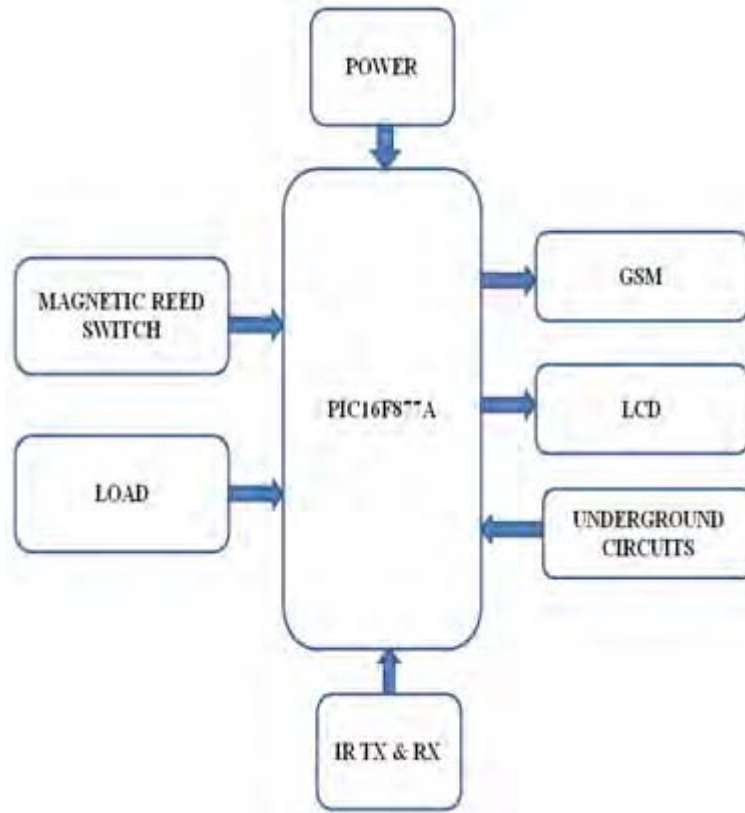 POWER
MAGNETIC REED
SWITCH
GSM
PIC16F877A
LCD
LOAD
UNDERGROUND
CIRCUITS
IR TX & RX